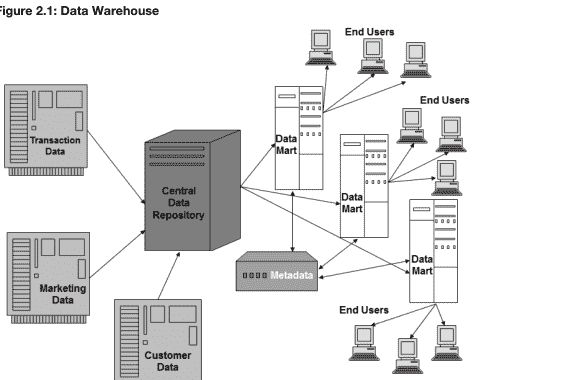 Figure 2.1: Data Warehouse
End Users
End Users
Transaction
Data
Data
Mart
Central
Data
Repository
Data
Mart
Metadata
Data
Mart
Marketing
Data
End Users
Customer
Data